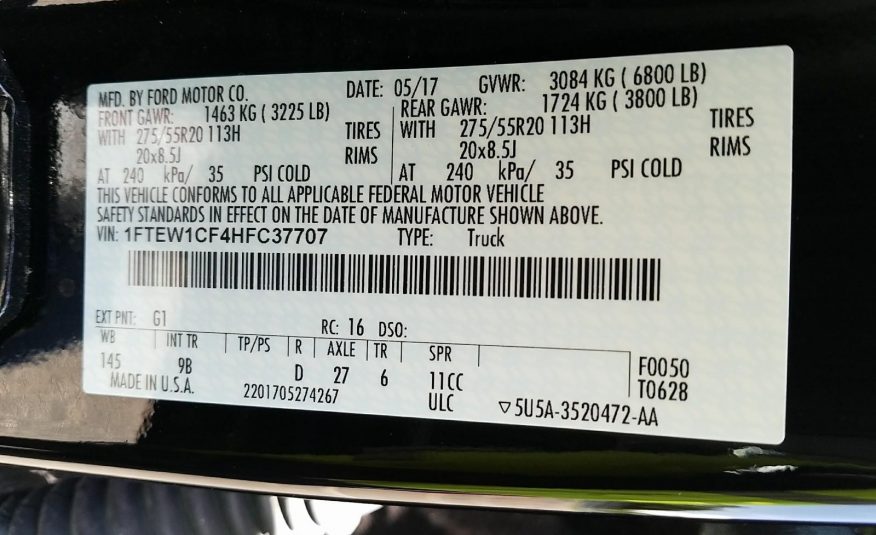 MFD. BY FORD MOTOR CO. DATE: 05/17 GVWR: 3084 KG ( 6800 LB)
FRONT GAWR: 1463 KG ( 3225 LB) REAR GAWR: 1724 KG ( 3800 LB)
WITH 275/55R20 113H TIRES WITH 275/55R20 113H TIRES
20x8.5J RIMS 20x8.5J RIMS
AT 240 kPa/ 35 PSI COLD AT 240 kPa/ 35 PSI COLD
THIS VEHICLE CONFORMS TO ALL APPLICABLE FEDERAL MOTOR VEHICLE
SAFETY STANDARDS IN EFFECT ON THE DATE OF MANUFACTURE SHOWN ABOVE.
VIN: 1FTEW1CF4HFC37707 TYPE: Truck
EXT PNT: G1 RC: 16 DSO:
WB INT TR TP/PS R AXLE TR SPR F0050
145 9B D 27 6 11CC T0628
MADE IN U.S.A. 2201705274267 ULC ▽5U5A-3520472-AA